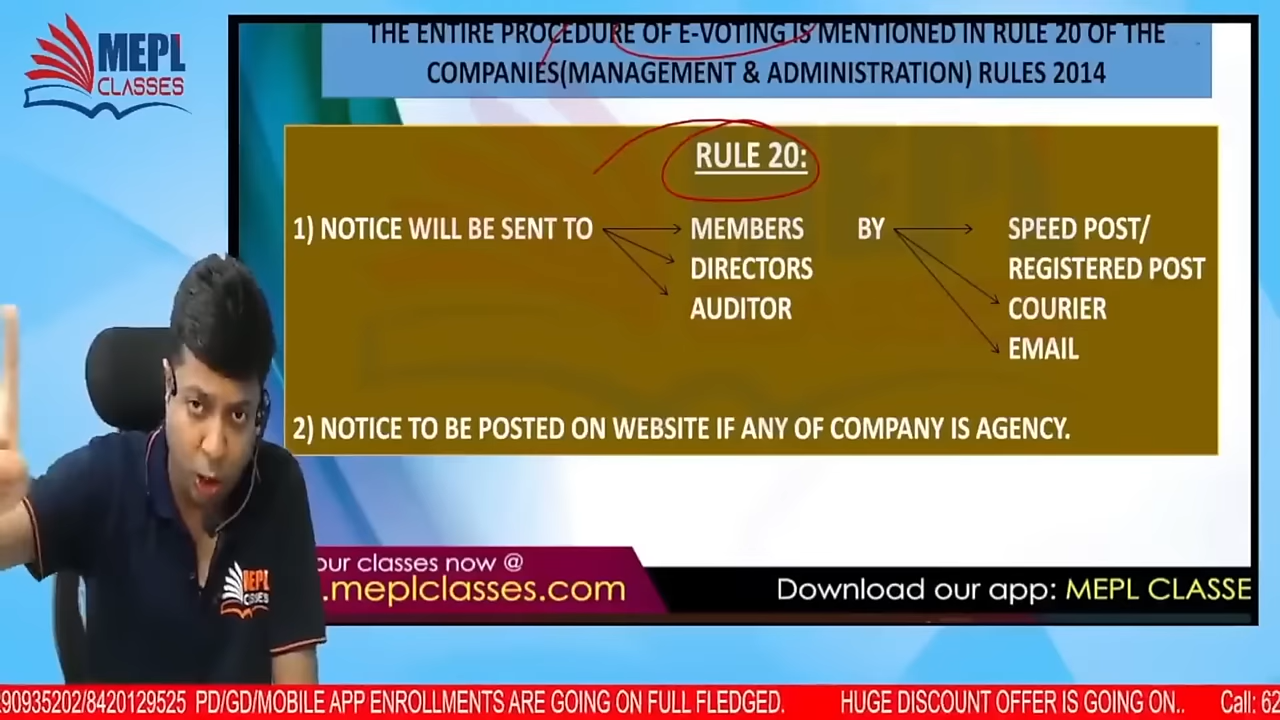 MEPL
CLASSES
THE ENTIRE PROCEDURE OF E-VOTING IS MENTIONED IN RULE 20 OF THE
COMPANIES(MANAGEMENT & ADMINISTRATION) RULES 2014
RULE 20:
1) NOTICE WILL BE SENT TO MEMBERS BY SPEED POST/
DIRECTORS REGISTERED POST
AUDITOR COURIER
EMAIL
2) NOTICE TO BE POSTED ON WEBSITE IF ANY OF COMPANY IS AGENCY.
MEPL
CLASSES
our classes now @
.meplclasses.com
Download our app: MEPL CLASSE
290935202/8420129525 PD/GD/MOBILE APP ENROLLMENTS ARE GOING ON FULL FLEDGED. HUGE DISCOUNT OFFER IS GOING ON.. Call: 62